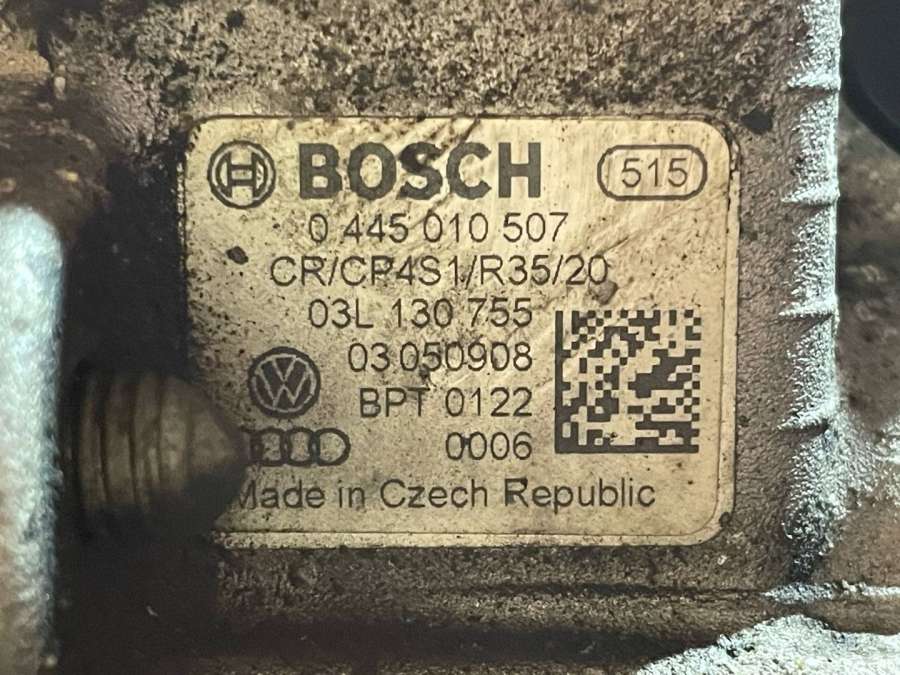 BOSCH 515
0 445 010 507
CR/CP4S1/R35/20
03L 130 755
03 050908
BPT 0122
0006
Made in Czech Republic